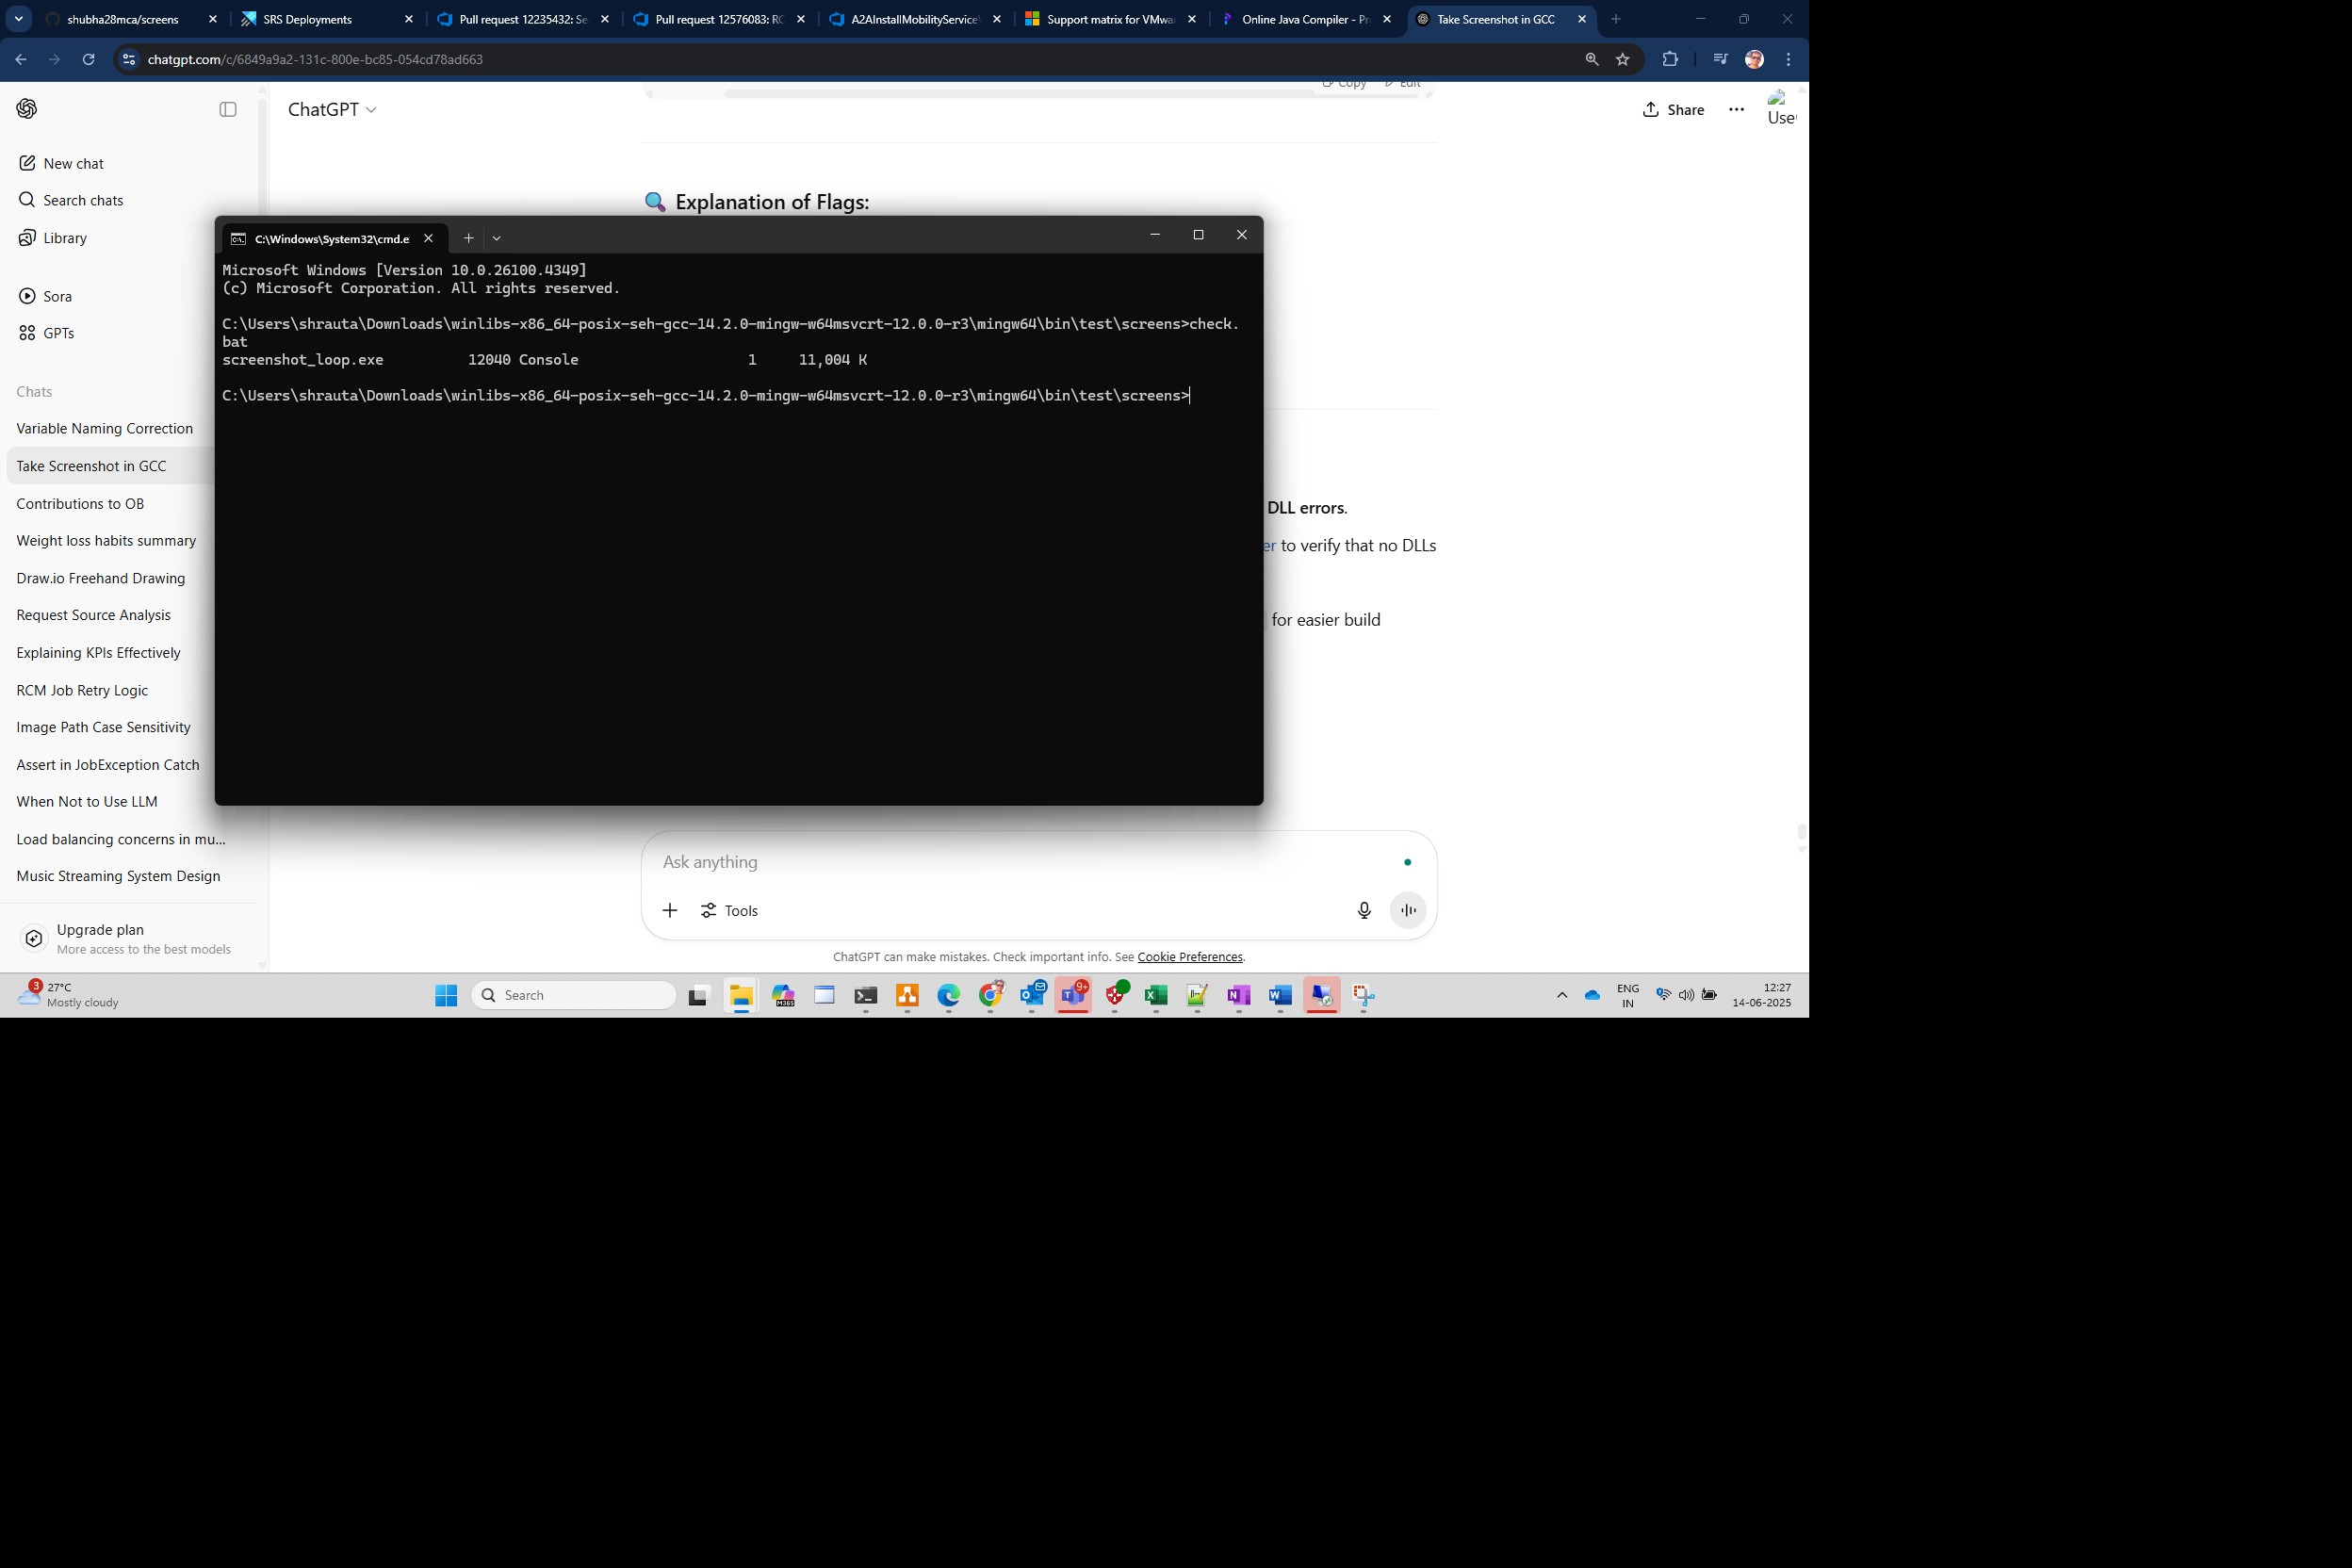 shubha28mca/screens
SRS Deployments
Pull request 12235432: Se
Pull request 12576083: RC
A2AInstallMobilityService
Support matrix for VMwa
Online Java Compiler - Pr
Take Screenshot in GCC
chatgpt.com/c/6849a9a2-131c-800e-bc85-054cd78ad663
ChatGPT
Copy
Edit
Share
Use
New chat
Search chats
Library
Sora
GPTs
Chats
Variable Naming Correction
Take Screenshot in GCC
Contributions to OB
Weight loss habits summary
Draw.io Freehand Drawing
Request Source Analysis
Explaining KPIs Effectively
RCM Job Retry Logic
Image Path Case Sensitivity
Assert in JobException Catch
When Not to Use LLM
Load balancing concerns in mu...
Music Streaming System Design
Upgrade plan
More access to the best models
Explanation of Flags:
C:\Windows\System32\cmd.e
Microsoft Windows [Version 10.0.26100.4349]
(c) Microsoft Corporation. All rights reserved.
C:\Users\shrauta\Downloads\winlibs-x86_64-posix-seh-gcc-14.2.0-mingw-w64msvcrt-12.0.0-r3\mingw64\bin\test\screens>check.
bat
screenshot_loop.exe 12040 Console 1 11,004 K
C:\Users\shrauta\Downloads\winlibs-x86_64-posix-seh-gcc-14.2.0-mingw-w64msvcrt-12.0.0-r3\mingw64\bin\test\screens>
DLL errors.
er to verify that no DLLs
for easier build
Ask anything
Tools
ChatGPT can make mistakes. Check important info. See Cookie Preferences.
3
27°C
Mostly cloudy
Search
M365
9+
ENG
IN
12:27
14-06-2025